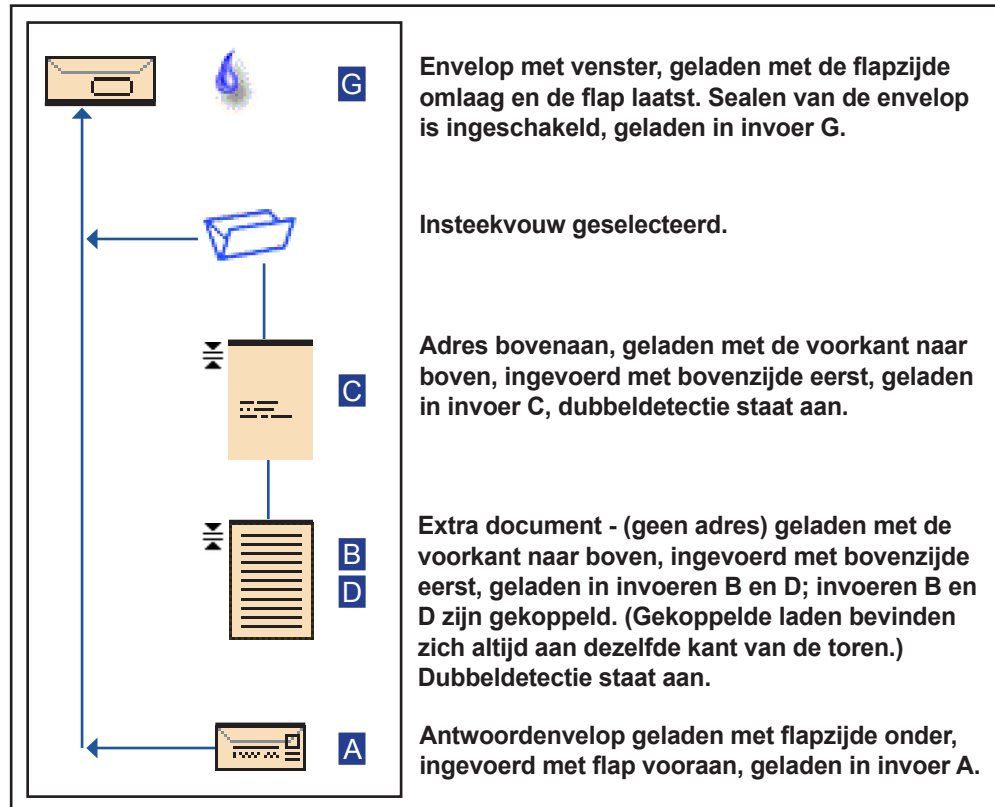 G
Envelop met venster, geladen met de flapzijde
omlaag en de flap laatst. Sealen van de envelop
is ingeschakeld, geladen in invoer G.
Insteekvouw geselecteerd.
C
Adres bovenaan, geladen met de voorkant naar
boven, ingevoerd met bovenzijde eerst, geladen
in invoer C, dubbeldetectie staat aan.
B
D
Extra document - (geen adres) geladen met de
voorkant naar boven, ingevoerd met bovenzijde
eerst, geladen in invoeren B en D; invoeren B en
D zijn gekoppeld. (Gekoppelde laden bevinden
zich altijd aan dezelfde kant van de toren.)
Dubbeldetectie staat aan.
A
Antwoordenvelop geladen met flapzijde onder,
ingevoerd met flap vooraan, geladen in invoer A.